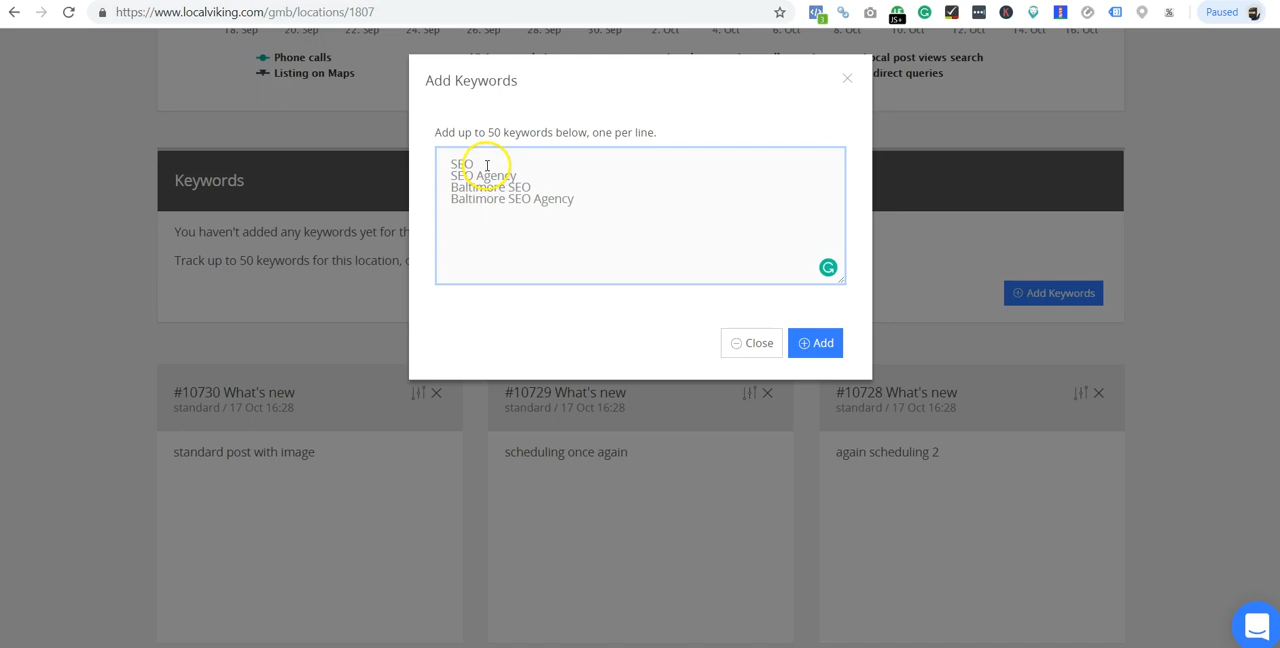 https://www.localviking.com/gmb/locations/1807
Paused
18. Sep 20. Sep 22. Sep 24. Sep 26. Sep 28. Sep 30. Sep 2. Oct 4. Oct 6. Oct 8. Oct 10. Oct 12. Oct 14. Oct 16. Oct
Phone calls
Listing on Maps
ocal post views search
direct queries
Add Keywords
Add up to 50 keywords below, one per line.
SEO
SEO Agency
Baltimore SEO
Baltimore SEO Agency
Keywords
You haven't added any keywords yet for th
Track up to 50 keywords for this location,
Add Keywords
Close
Add
#10730 What's new
standard / 17 Oct 16:28
standard post with image
#10729 What's new
standard / 17 Oct 16:28
scheduling once again
#10728 What's new
standard / 17 Oct 16:28
again scheduling 2